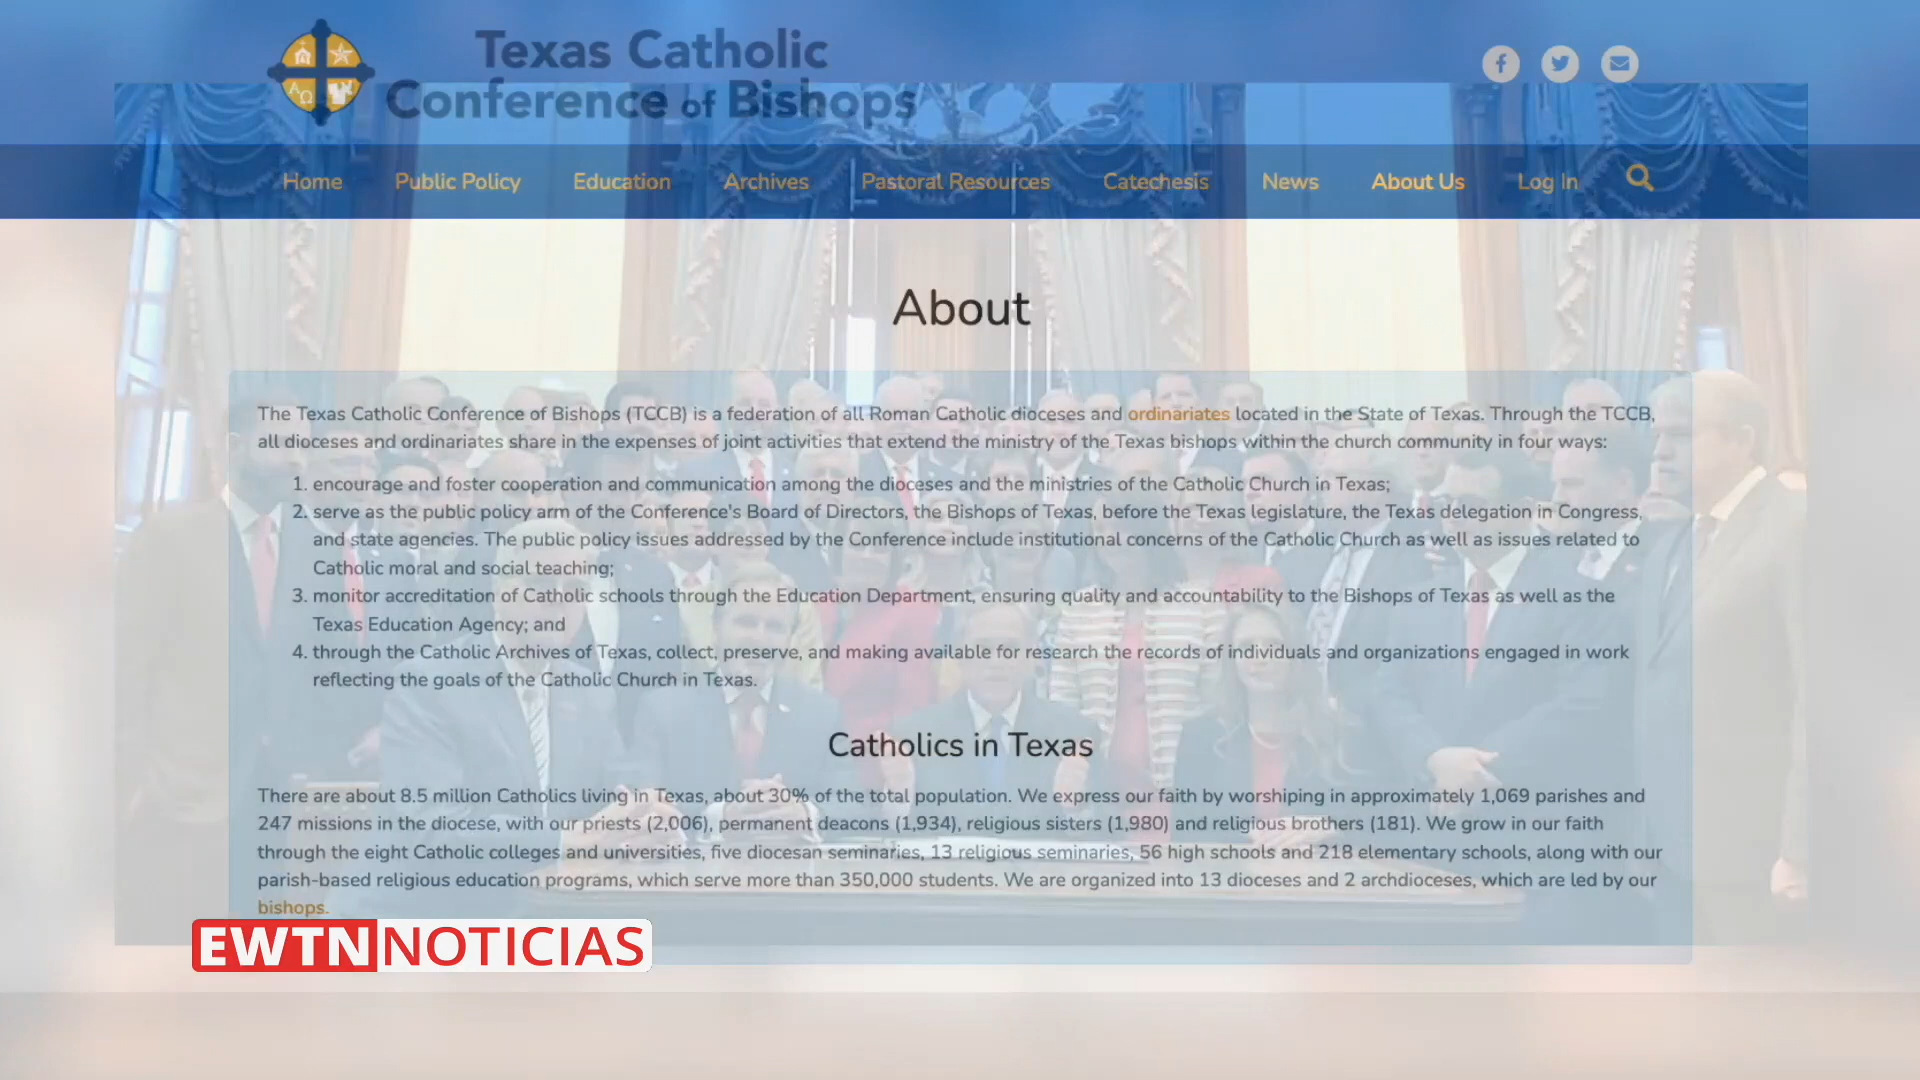 Texas Catholic
Conference of Bishops
Home Public Policy Education Archives Pastoral Resources Catechesis News About Us Log In
About
The Texas Catholic Conference of Bishops (TCCB) is a federation of all Roman Catholic dioceses and ordinariates located in the State of Texas. Through the TCCB,
all dioceses and ordinariates share in the expenses of joint activities that extend the ministry of the Texas bishops within the church community in four ways:
1. encourage and foster cooperation and communication among the dioceses and the ministries of the Catholic Church in Texas;
2. serve as the public policy arm of the Conference's Board of Directors, the Bishops of Texas, before the Texas legislature, the Texas delegation in Congress,
and state agencies. The public policy issues addressed by the Conference include institutional concerns of the Catholic Church as well as issues related to
Catholic moral and social teaching;
3. monitor accreditation of Catholic schools through the Education Department, ensuring quality and accountability to the Bishops of Texas as well as the
Texas Education Agency; and
4. through the Catholic Archives of Texas, collect, preserve, and making available for research the records of individuals and organizations engaged in work
reflecting the goals of the Catholic Church in Texas.
Catholics in Texas
There are about 8.5 million Catholics living in Texas, about 30% of the total population. We express our faith by worshiping in approximately 1,069 parishes and
247 missions in the diocese, with our priests (2,006), permanent deacons (1,934), religious sisters (1,980) and religious brothers (181). We grow in our faith
through the eight Catholic colleges and universities, five diocesan seminaries, 13 religious seminaries, 56 high schools and 218 elementary schools, along with our
parish-based religious education programs, which serve more than 350,000 students. We are organized into 13 dioceses and 2 archdioceses, which are led by our
bishops.
EWTN NOTICIAS